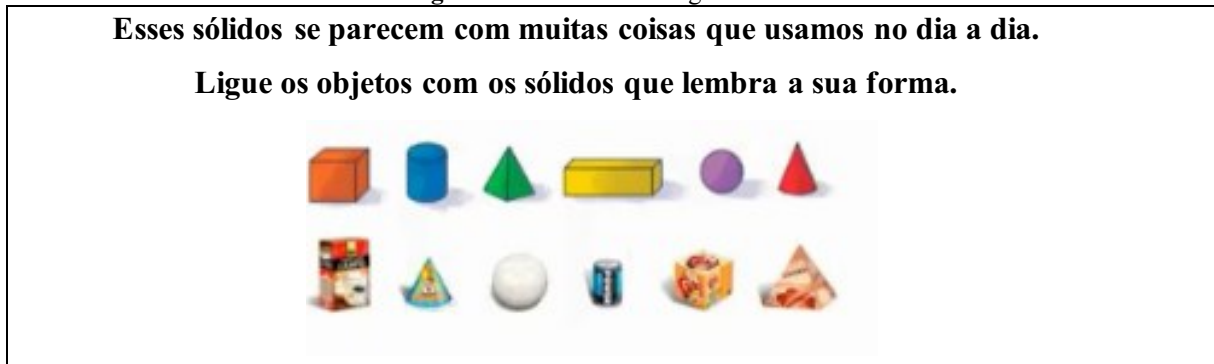 Esses sólidos se parecem com muitas coisas que usamos no dia a dia.
Ligue os objetos com os sólidos que lembra a sua forma.